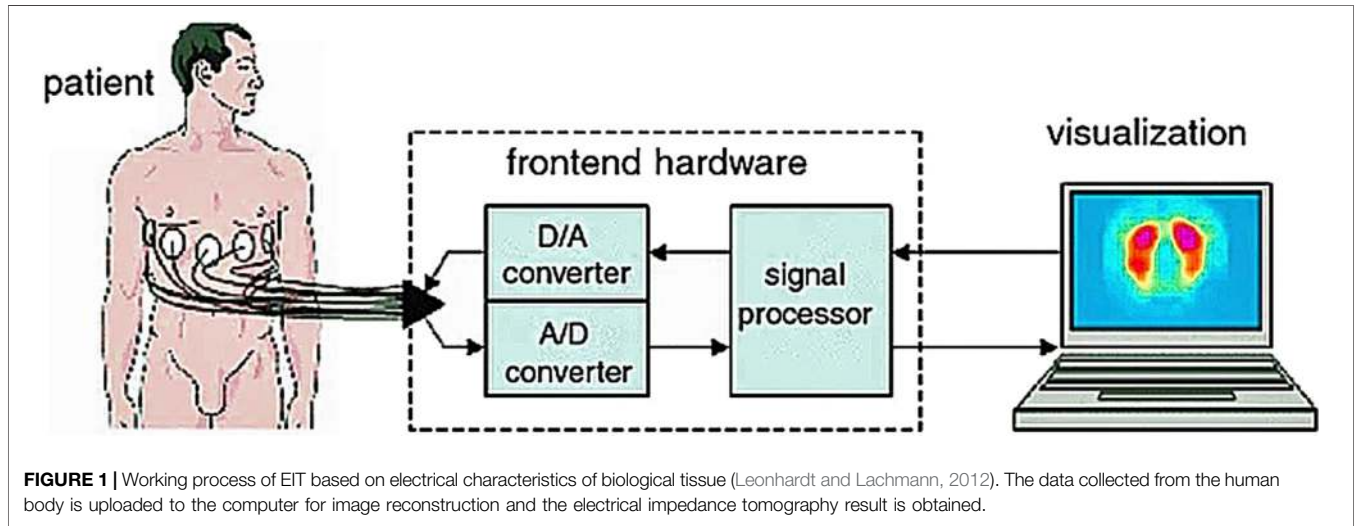 patient
frontend hardware
D/A
converter
A/D
converter
signal
processor
visualization
FIGURE 1 | Working process of EIT based on electrical characteristics of biological tissue (Leonhardt and Lachmann, 2012). The data collected from the human
body is uploaded to the computer for image reconstruction and the electrical impedance tomography result is obtained.